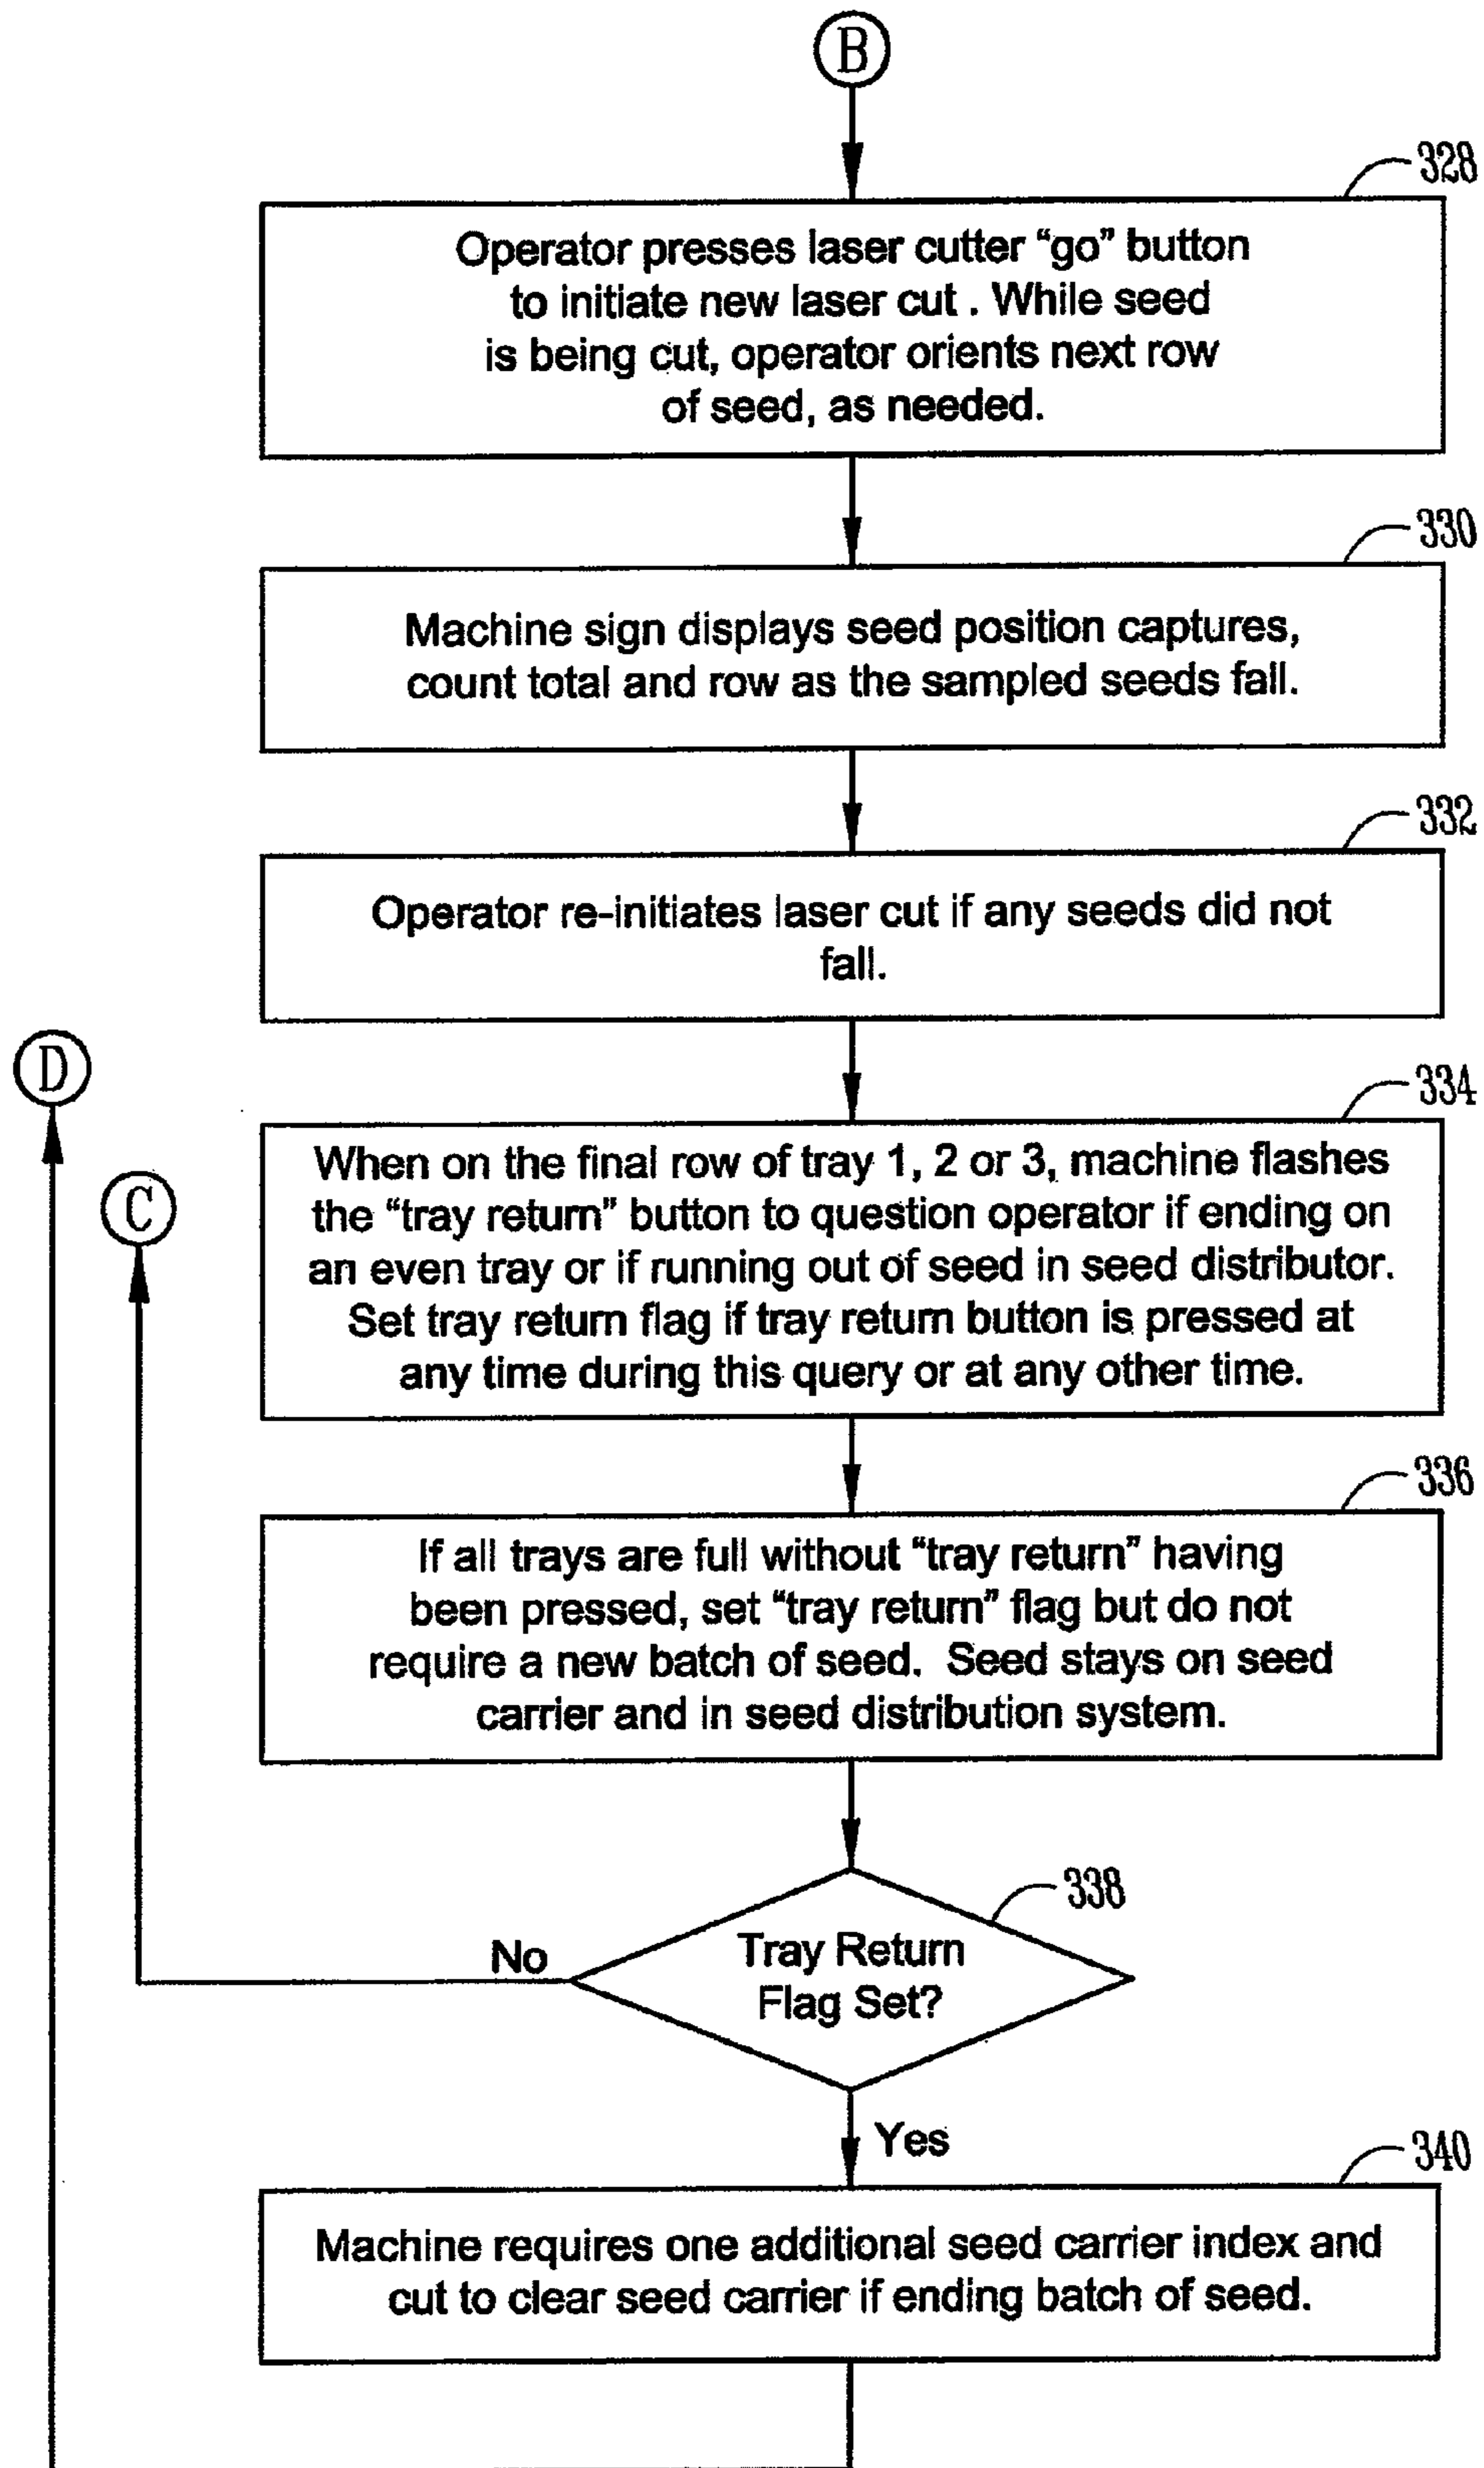 B
328
Operator presses laser cutter “go” button
to initiate new laser cut . While seed
is being cut, operator orients next row
of seed, as needed.
330
Machine sign displays seed position captures,
count total and row as the sampled seeds fall.
332
Operator re-initiates laser cut if any seeds did not
fall.
D
334
When on the final row of tray 1, 2 or 3, machine flashes
the “tray return” button to question operator if ending on
an even tray or if running out of seed in seed distributor.
Set tray return flag if tray return button is pressed at
any time during this query or at any other time.
C
336
If all trays are full without “tray return” having
been pressed, set “tray return” flag but do not
require a new batch of seed. Seed stays on seed
carrier and in seed distribution system.
338
No
Tray Return
Flag Set?
Yes
340
Machine requires one additional seed carrier index and
cut to clear seed carrier if ending batch of seed.